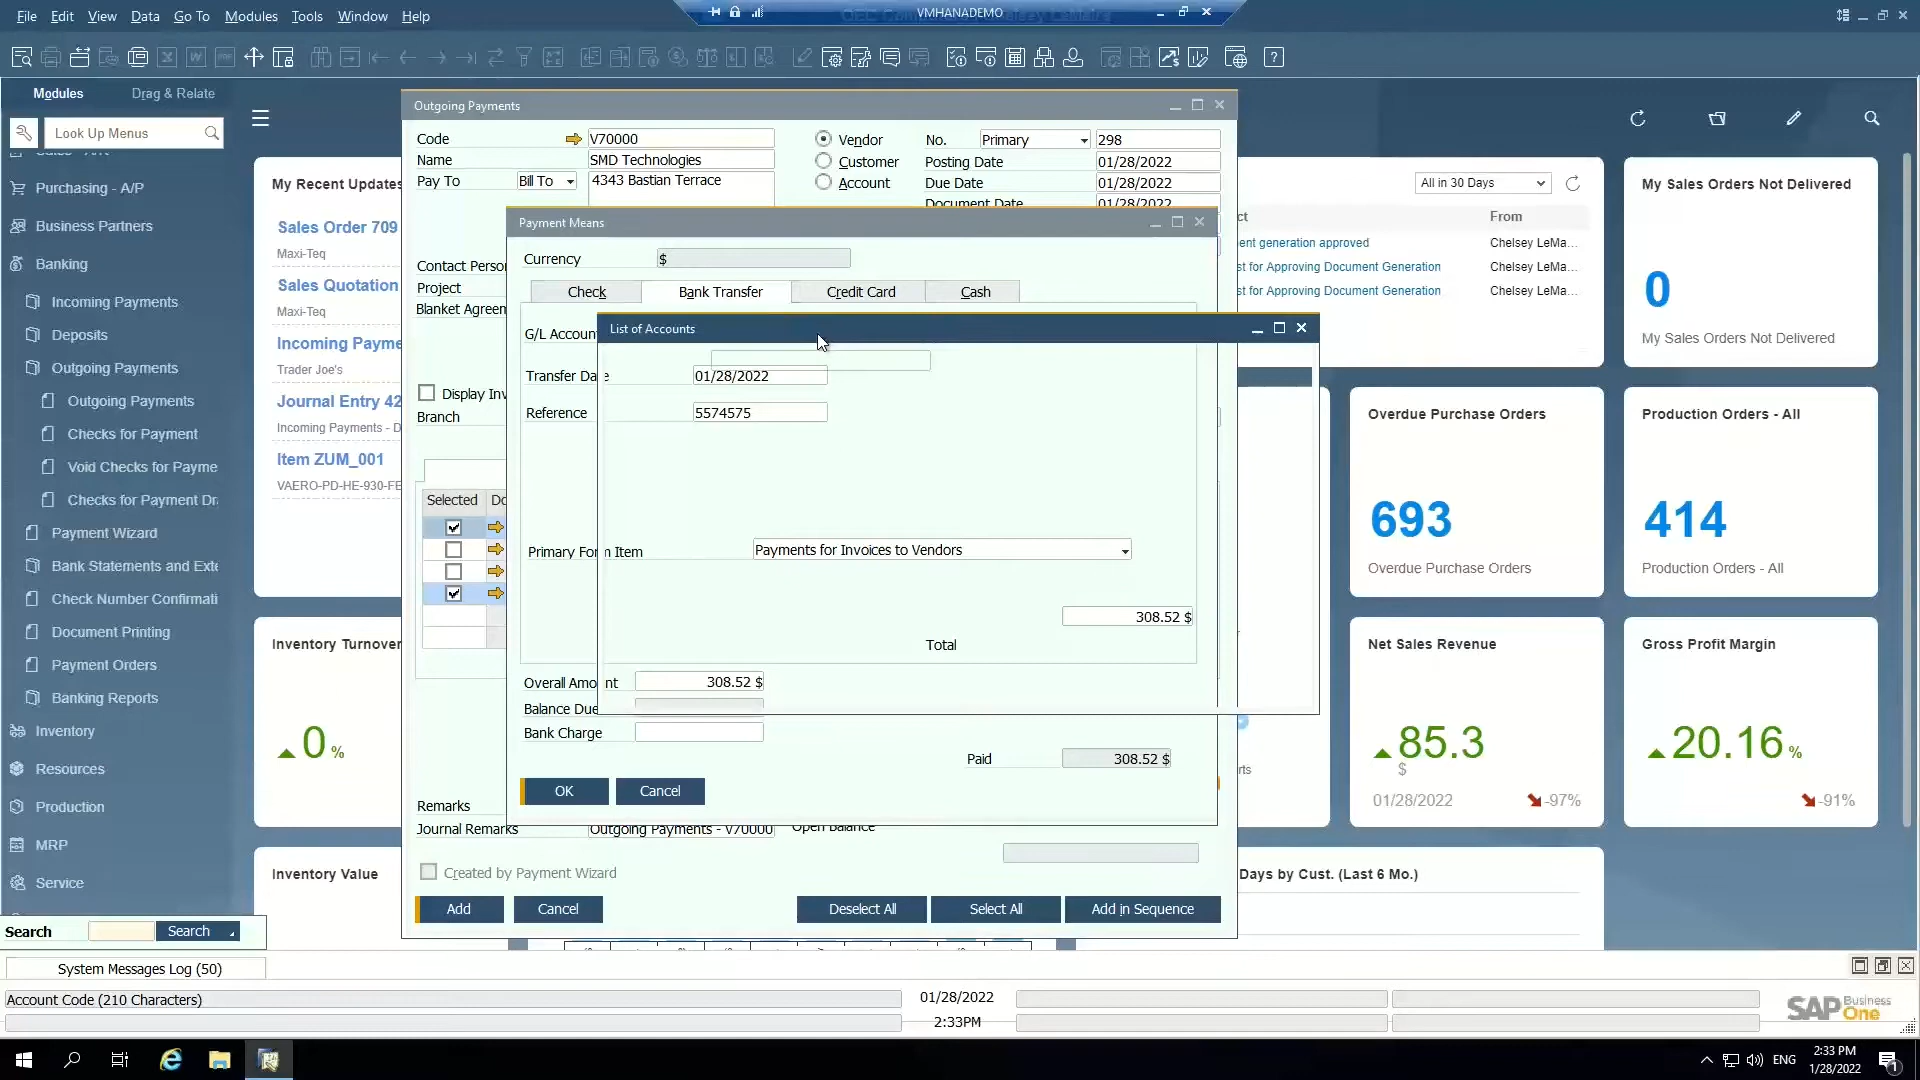 File Edit View Data Go To Modules Tools Window Help
VMHANADEMO
Modules
Drag & Relate
Look Up Menus
Purchasing - A/P
Business Partners
Banking
Incoming Payments
Deposits
Outgoing Payments
Outgoing Payments
Checks for Payment
Void Checks for Payme
Checks for Payment Dr
Payment Wizard
Bank Statements and Exte
Check Number Confirmati
Document Printing
Payment Orders
Banking Reports
Inventory
Resources
Production
MRP
Service
Search
Search
My Recent Updates
Sales Order 709
Maxi-Teq
Sales Quotation
Maxi-Teq
Incoming Payme
Trader Joe's
Journal Entry 42
Incoming Payments - D
Item ZUM_001
VAERO-PD-HE-930-FE
Inventory Turnover
0 %
Inventory Value
Outgoing Payments
Code V70000
Name SMD Technologies
Pay To Bill To 4343 Bastian Terrace
Vendor
Customer
Account
No. Primary 298
Posting Date 01/28/2022
Due Date 01/28/2022
Document Date 01/28/2022
Contact Person
Project
Blanket Agreem
Display Inv
Branch
Selected Do
Remarks
Journal Remarks Outgoing Payments - V70000
Open Balance
Created by Payment Wizard
Add
Cancel
Deselect All
Select All
Add in Sequence
Payment Means
Currency $
Check
Bank Transfer
Credit Card
Cash
G/L Accoun
List of Accounts
Transfer Date 01/28/2022
Reference 5574575
Primary Form Item Payments for Invoices to Vendors
308.52 $
Total
Overall Amount 308.52 $
Balance Due
Bank Charge
Paid 308.52 $
OK
Cancel
All in 30 Days
ct From
ent generation approved Chelsey LeMa...
st for Approving Document Generation Chelsey LeMa...
st for Approving Document Generation Chelsey LeMa...
My Sales Orders Not Delivered
0
My Sales Orders Not Delivered
Overdue Purchase Orders
693
Overdue Purchase Orders
Production Orders - All
414
Production Orders - All
Net Sales Revenue
85.3
$
01/28/2022 -97%
Gross Profit Margin
20.16 %
-91%
rts
Days by Cust. (Last 6 Mo.)
System Messages Log (50)
Account Code (210 Characters)
01/28/2022
2:33PM
SAP Business One
ENG
2:33 PM
1/28/2022
1